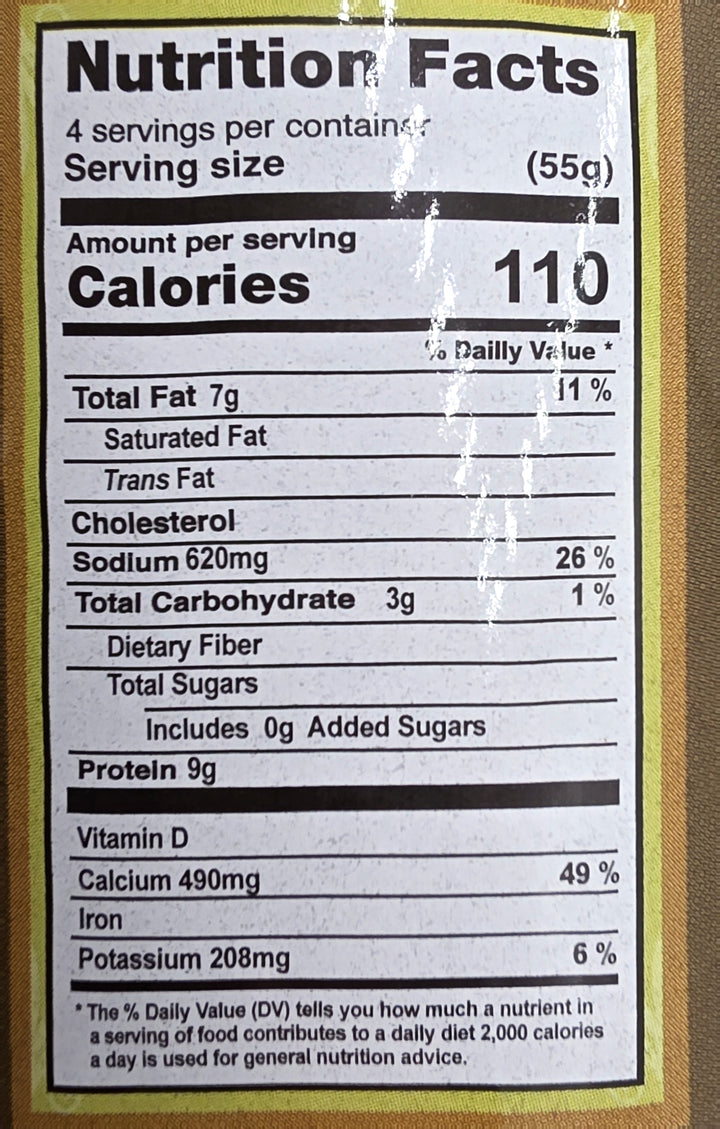 Nutrition Facts
4 servings per container
Serving size (55g)
Amount per serving
Calories 110
% Dailly Value *
Total Fat 7g 11 %
Saturated Fat
Trans Fat
Cholesterol
Sodium 620mg 26 %
Total Carbohydrate 3g 1 %
Dietary Fiber
Total Sugars
Includes 0g Added Sugars
Protein 9g
Vitamin D
Calcium 490mg 49 %
Iron
Potassium 208mg 6 %
* The % Daily Value (DV) tells you how much a nutrient in
a serving of food contributes to a daily diet 2,000 calories
a day is used for general nutrition advice.